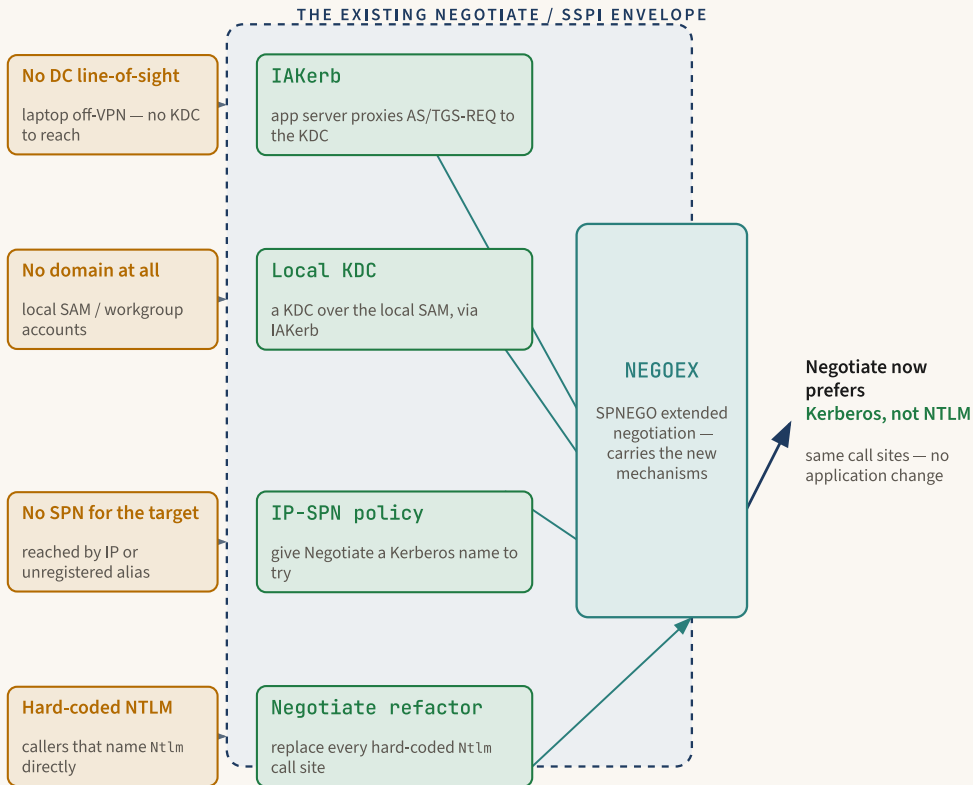 THE EXISTING NEGOTIATE / SSPI ENVELOPE
No DC line-of-sight
laptop off-VPN — no KDC
to reach
IAKerb
app server proxies AS/TGS-REQ to
the KDC
No domain at all
local SAM / workgroup
accounts
Local KDC
a KDC over the local SAM, via
IAKerb
NEGOEX
SPNEGO extended
negotiation —
carries the new
mechanisms
Negotiate now
prefers
Kerberos, not NTLM
same call sites — no
application change
No SPN for the target
reached by IP or
unregistered alias
IP-SPN policy
give Negotiate a Kerberos name to
try
Hard-coded NTLM
callers that name Ntlm
directly
Negotiate refactor
replace every hard-coded Ntlm
call site